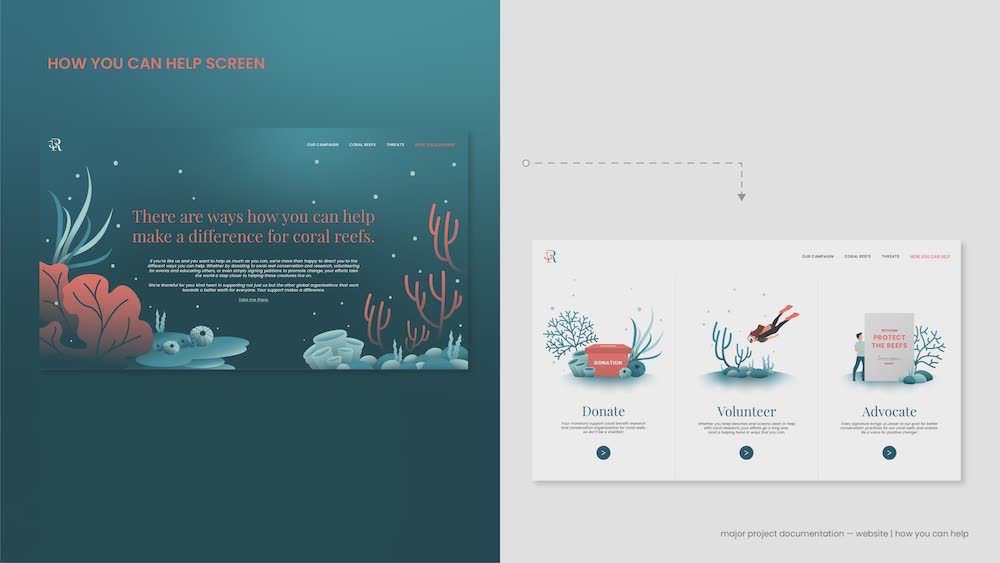 HOW YOU CAN HELP SCREEN
OUR CAMPAIGN CORAL REEFS THREATS HOW YOU CAN HELP
There are ways how you can help
make a difference for coral reefs.
If you're like us and you want to help as much as you can, we're more than happy to direct you to the
different ways you can help. Whether by donating to coral reef conservation and research, volunteering
for events and educating others, or even simply signing petitions to promote change, your efforts take
the world a step closer to helping these creatures live on.
We're thankful for your kind heart in supporting not just us but the other global organizations that work
towards a better earth for everyone. Your support makes a difference.
Take me there.
OUR CAMPAIGN CORAL REEFS THREATS HOW YOU CAN HELP
DONATION
PETITION
PROTECT
THE REEFS
Donate
Your monetary support could benefit research
and conservation organizations for coral reefs,
so don't be a shellfish!
>
Volunteer
Whether you keep beaches and oceans clean or help
with coral research, your efforts go a long way.
Lend a helping hand in ways that you can.
>
Advocate
Every signature brings us closer to our goal for better
conservation practices for our coral reefs and oceans.
Be a voice for positive change!
>
major project documentation — website | how you can help